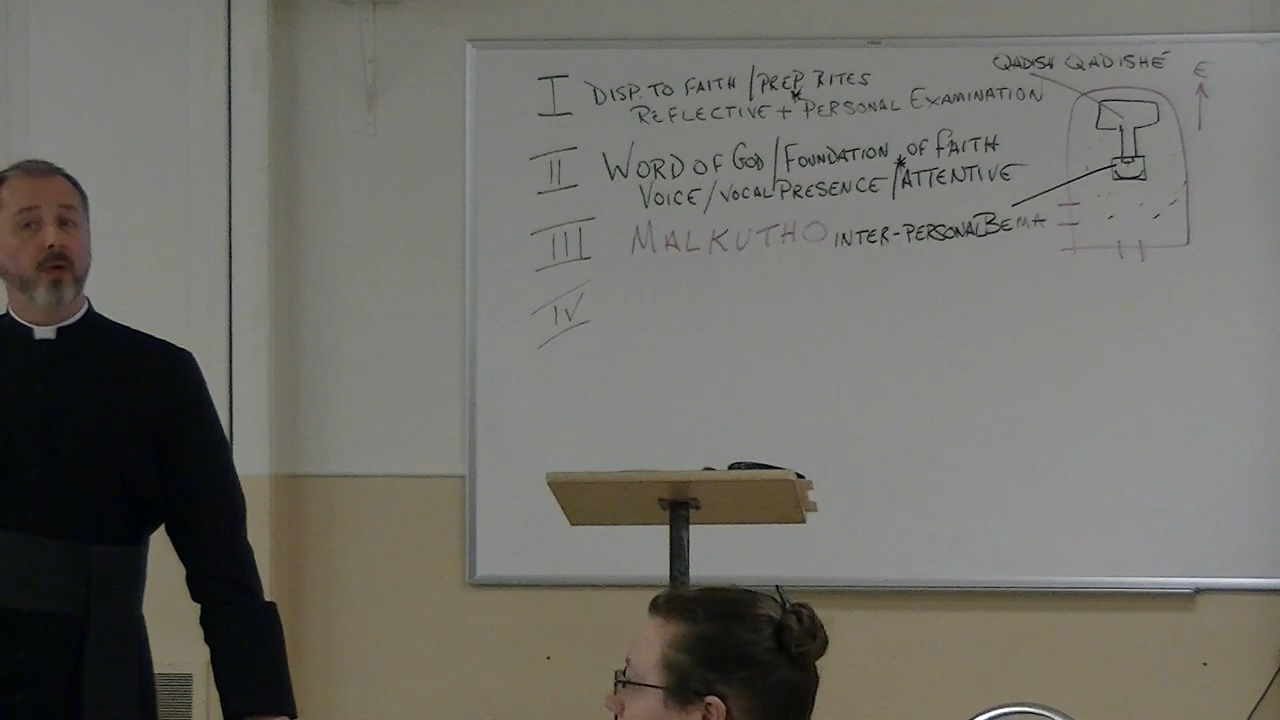 QADISH QADISHE
E
I DISP. TO FAITH / PREP RITES
REFLECTIVE + *PERSONAL EXAMINATION
II WORD OF GOD / FOUNDATION OF FAITH
VOICE / VOCAL PRESENCE / *ATTENTIVE
III MALKUTHO INTER-PERSONAL BEMA
IV